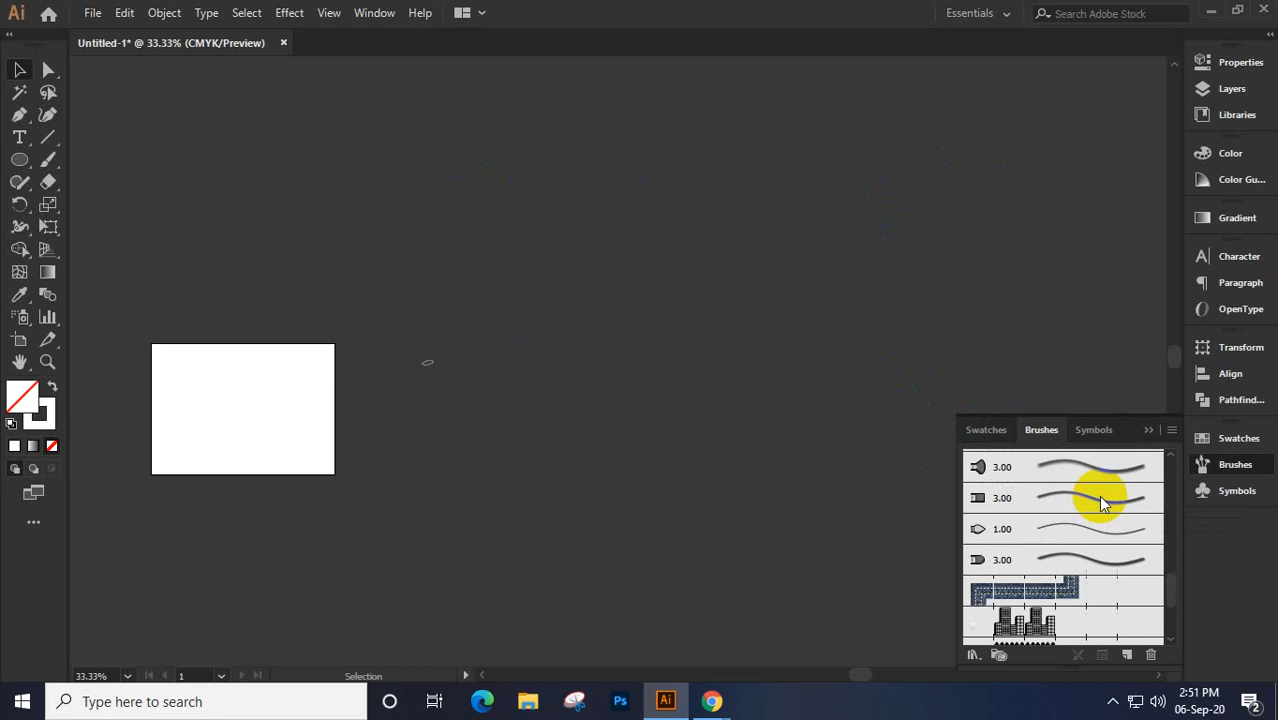 Ai File Edit Object Type Select Effect View Window Help Essentials Search Adobe Stock
Untitled-1* @ 33.33% (CMYK/Preview)
Properties
Layers
Libraries
Color
Color Gu...
Gradient
Character
Paragraph
OpenType
Transform
Align
Pathfind...
Swatches
Brushes
Symbols
Swatches Brushes Symbols
3.00
3.00
1.00
3.00
33.33% 1 Selection
Type here to search
Ps
Ai
2:51 PM
06-Sep-20
2